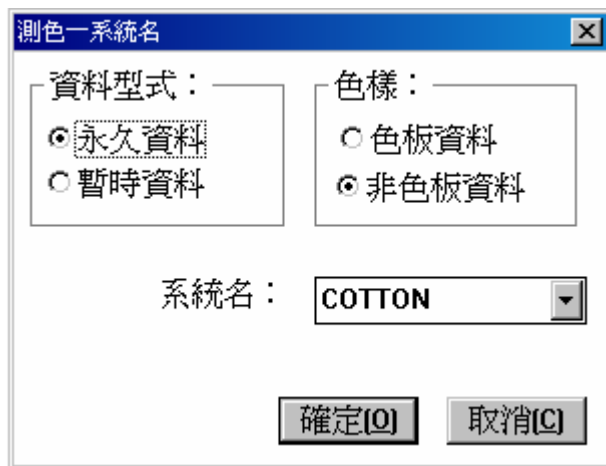 測色一系統名
資料型式：
永久資料
暫時資料
色樣：
色板資料
非色板資料
系統名：
COTTON
確定(O)
取消(C)